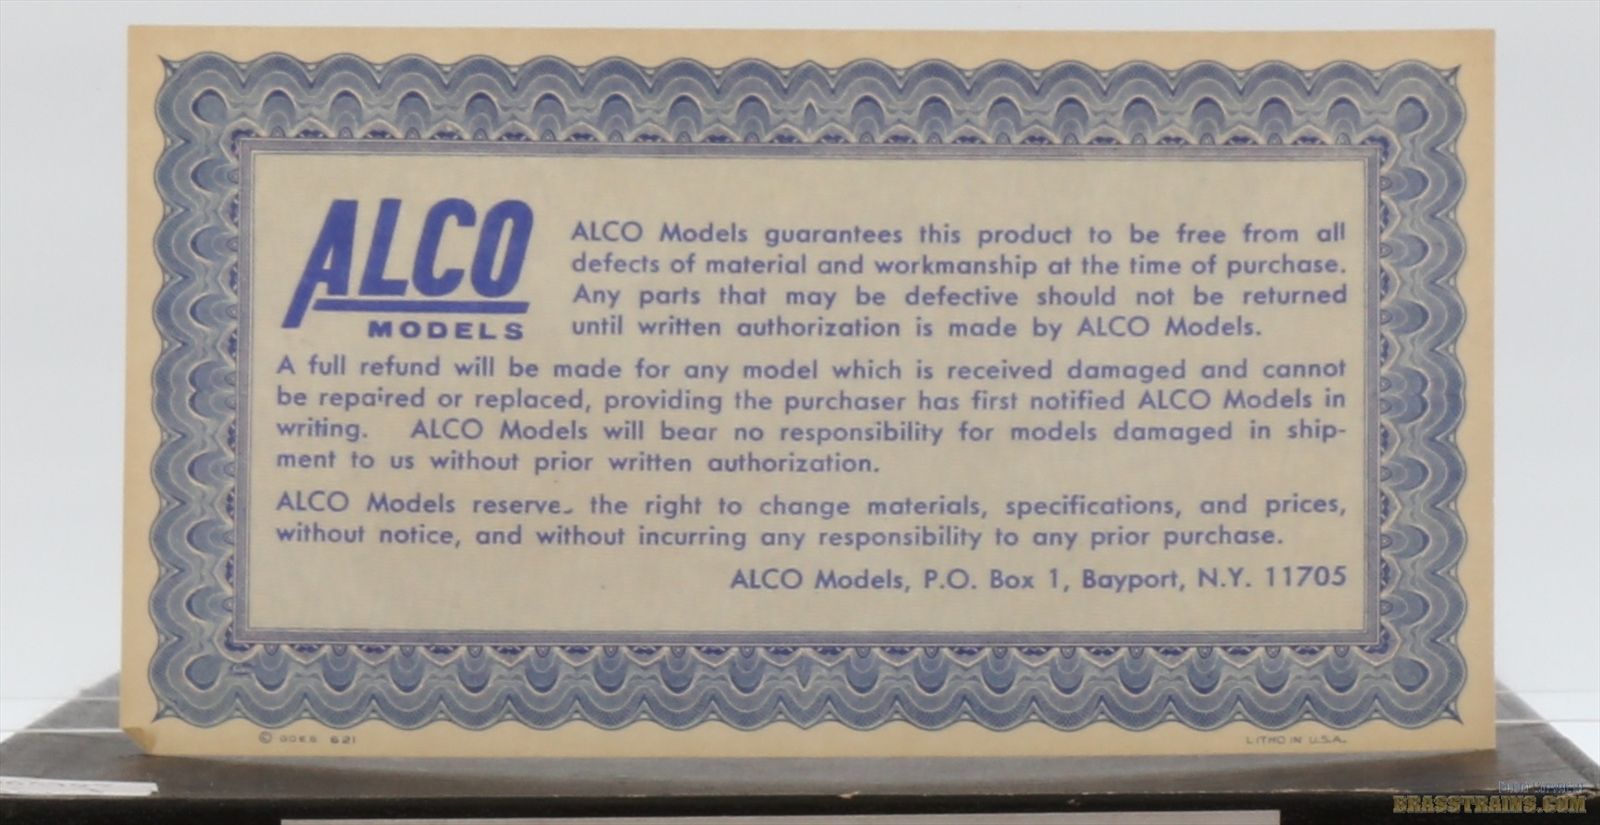 ALCO
MODELS
ALCO Models guarantees this product to be free from all
defects of material and workmanship at the time of purchase.
Any parts that may be defective should not be returned
until written authorization is made by ALCO Models.
A full refund will be made for any model which is received damaged and cannot
be repaired or replaced, providing the purchaser has first notified ALCO Models in
writing. ALCO Models will bear no responsibility for models damaged in ship-
ment to us without prior written authorization.
ALCO Models reserve the right to change materials, specifications, and prices,
without notice, and without incurring any responsibility to any prior purchase.
ALCO Models, P.O. Box 1, Bayport, N.Y. 11705
© GOES 621
LITHO IN U.S.A.
BRASSTRAINS.COM